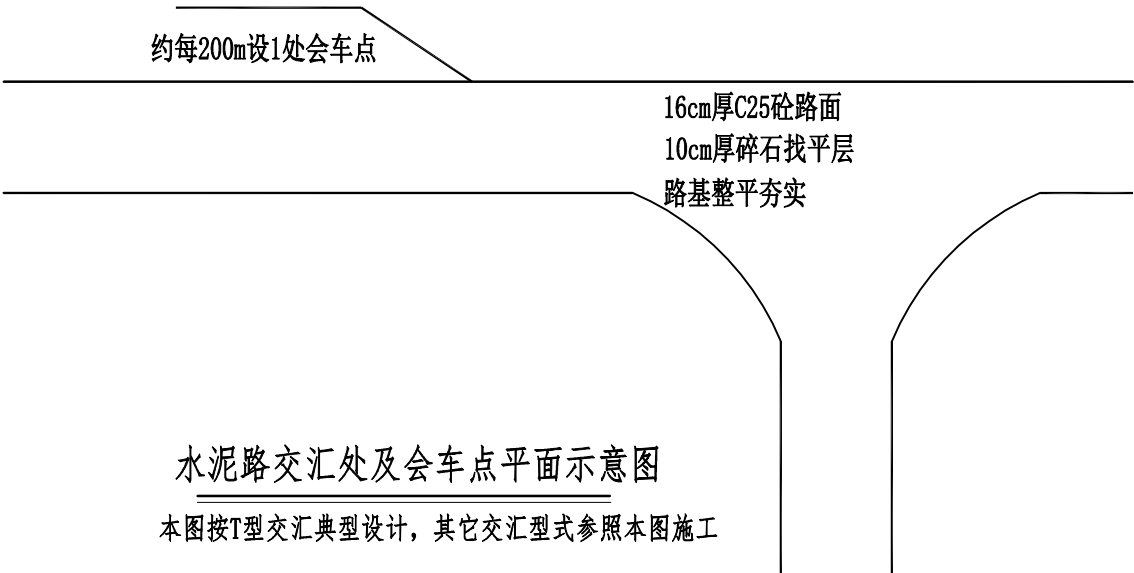 约每200m设1处会车点
16cm厚C25砼路面
10cm厚碎石找平层
路基整平夯实
水泥路交汇处及会车点平面示意图
本图按T型交汇典型设计，其它交汇型式参照本图施工